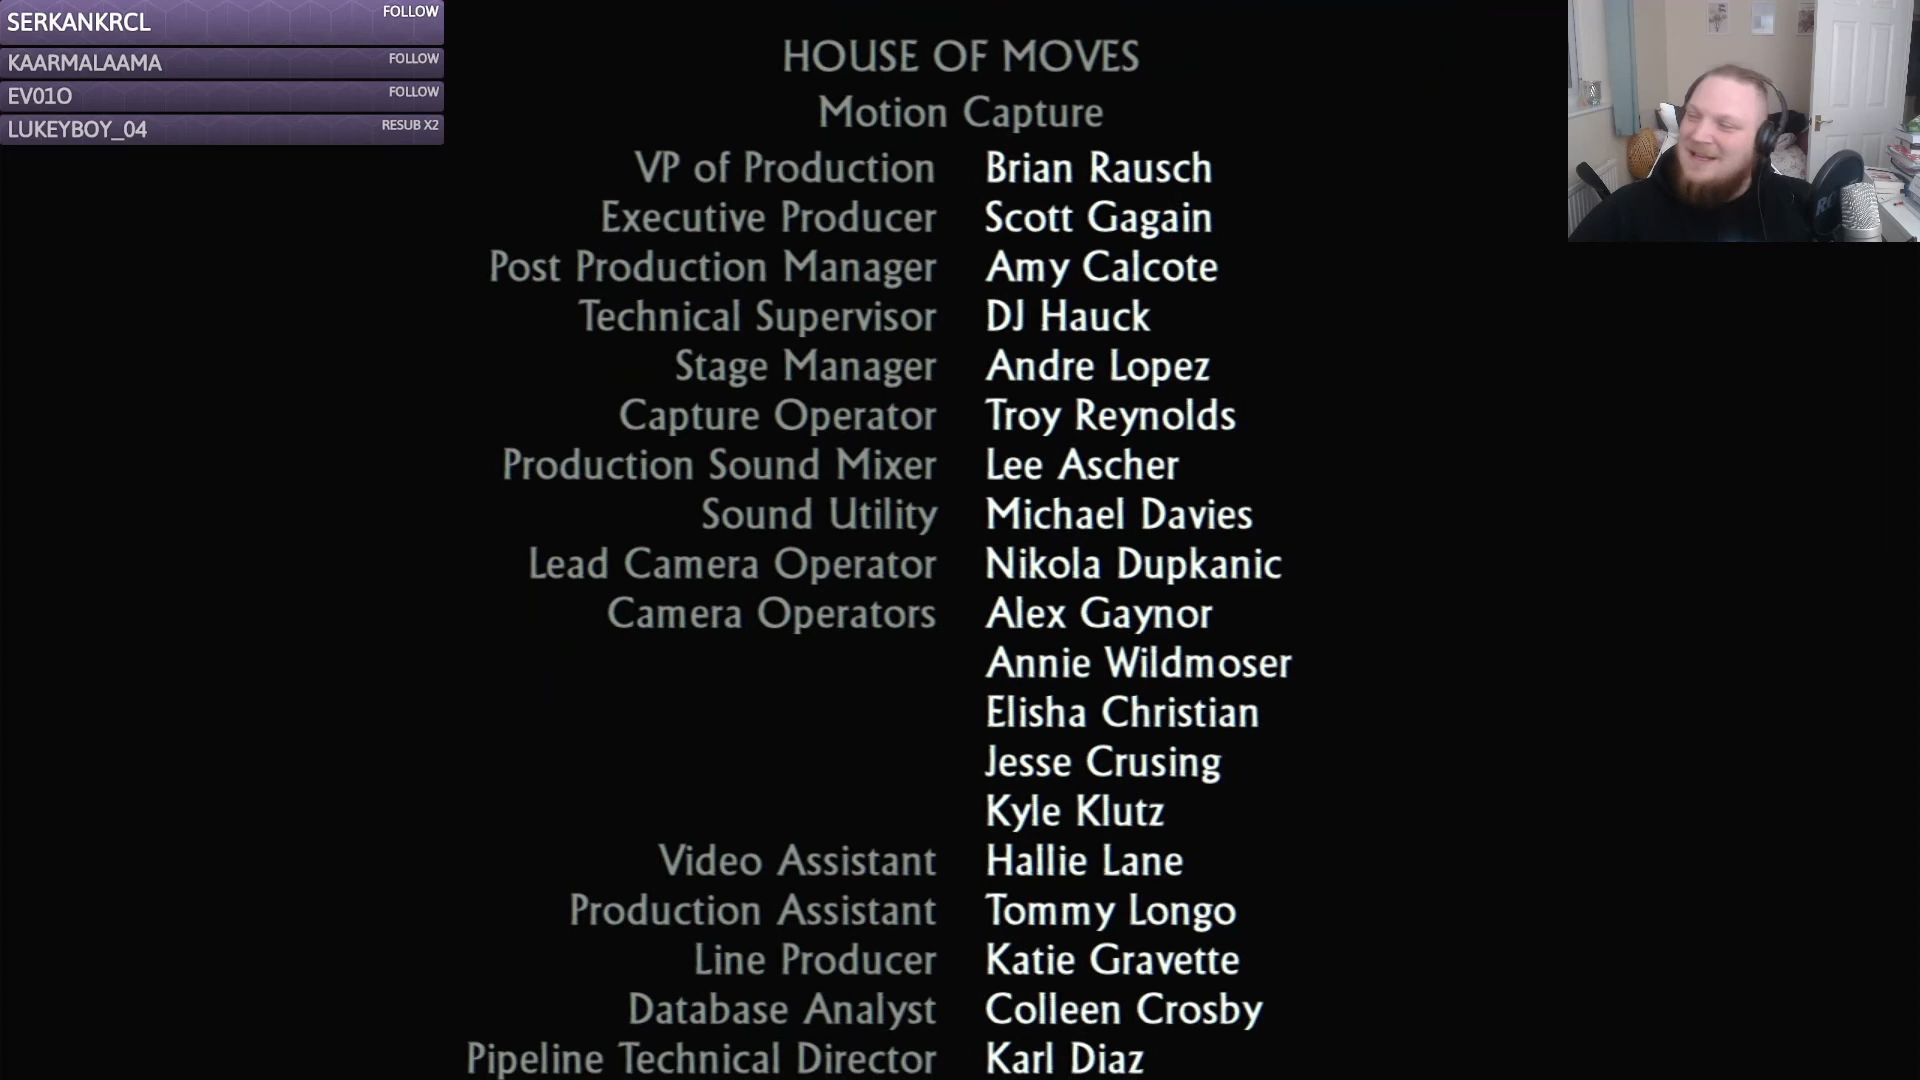 SERKANKRCL FOLLOW
KAARMALAAMA FOLLOW
EV01O FOLLOW
LUKEYBOY_04 RESUB X2
HOUSE OF MOVES
Motion Capture
VP of Production Brian Rausch
Executive Producer Scott Gagain
Post Production Manager Amy Calcote
Technical Supervisor DJ Hauck
Stage Manager Andre Lopez
Capture Operator Troy Reynolds
Production Sound Mixer Lee Ascher
Sound Utility Michael Davies
Lead Camera Operator Nikola Dupkanic
Camera Operators Alex Gaynor
Annie Wildmoser
Elisha Christian
Jesse Crusing
Kyle Klutz
Video Assistant Hallie Lane
Production Assistant Tommy Longo
Line Producer Katie Gravette
Database Analyst Colleen Crosby
Pipeline Technical Director Karl Diaz